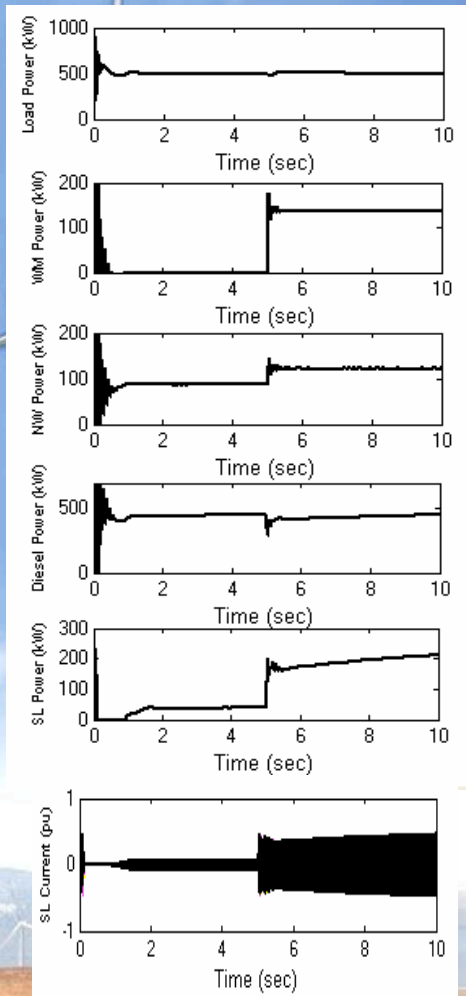 1000
500
0
Load Power (kW)
0 2 4 6 8 10
Time (sec)
200
100
0
WM Power (kW)
0 2 4 6 8 10
Time (sec)
200
100
0
NW Power (kW)
0 2 4 6 8 10
Time (sec)
500
0
Diesel Power (kW)
0 2 4 6 8 10
Time (sec)
300
200
100
0
SL Power (kW)
0 2 4 6 8 10
Time (sec)
1
0
-1
SL Current (pu)
0 2 4 6 8 10
Time (sec)